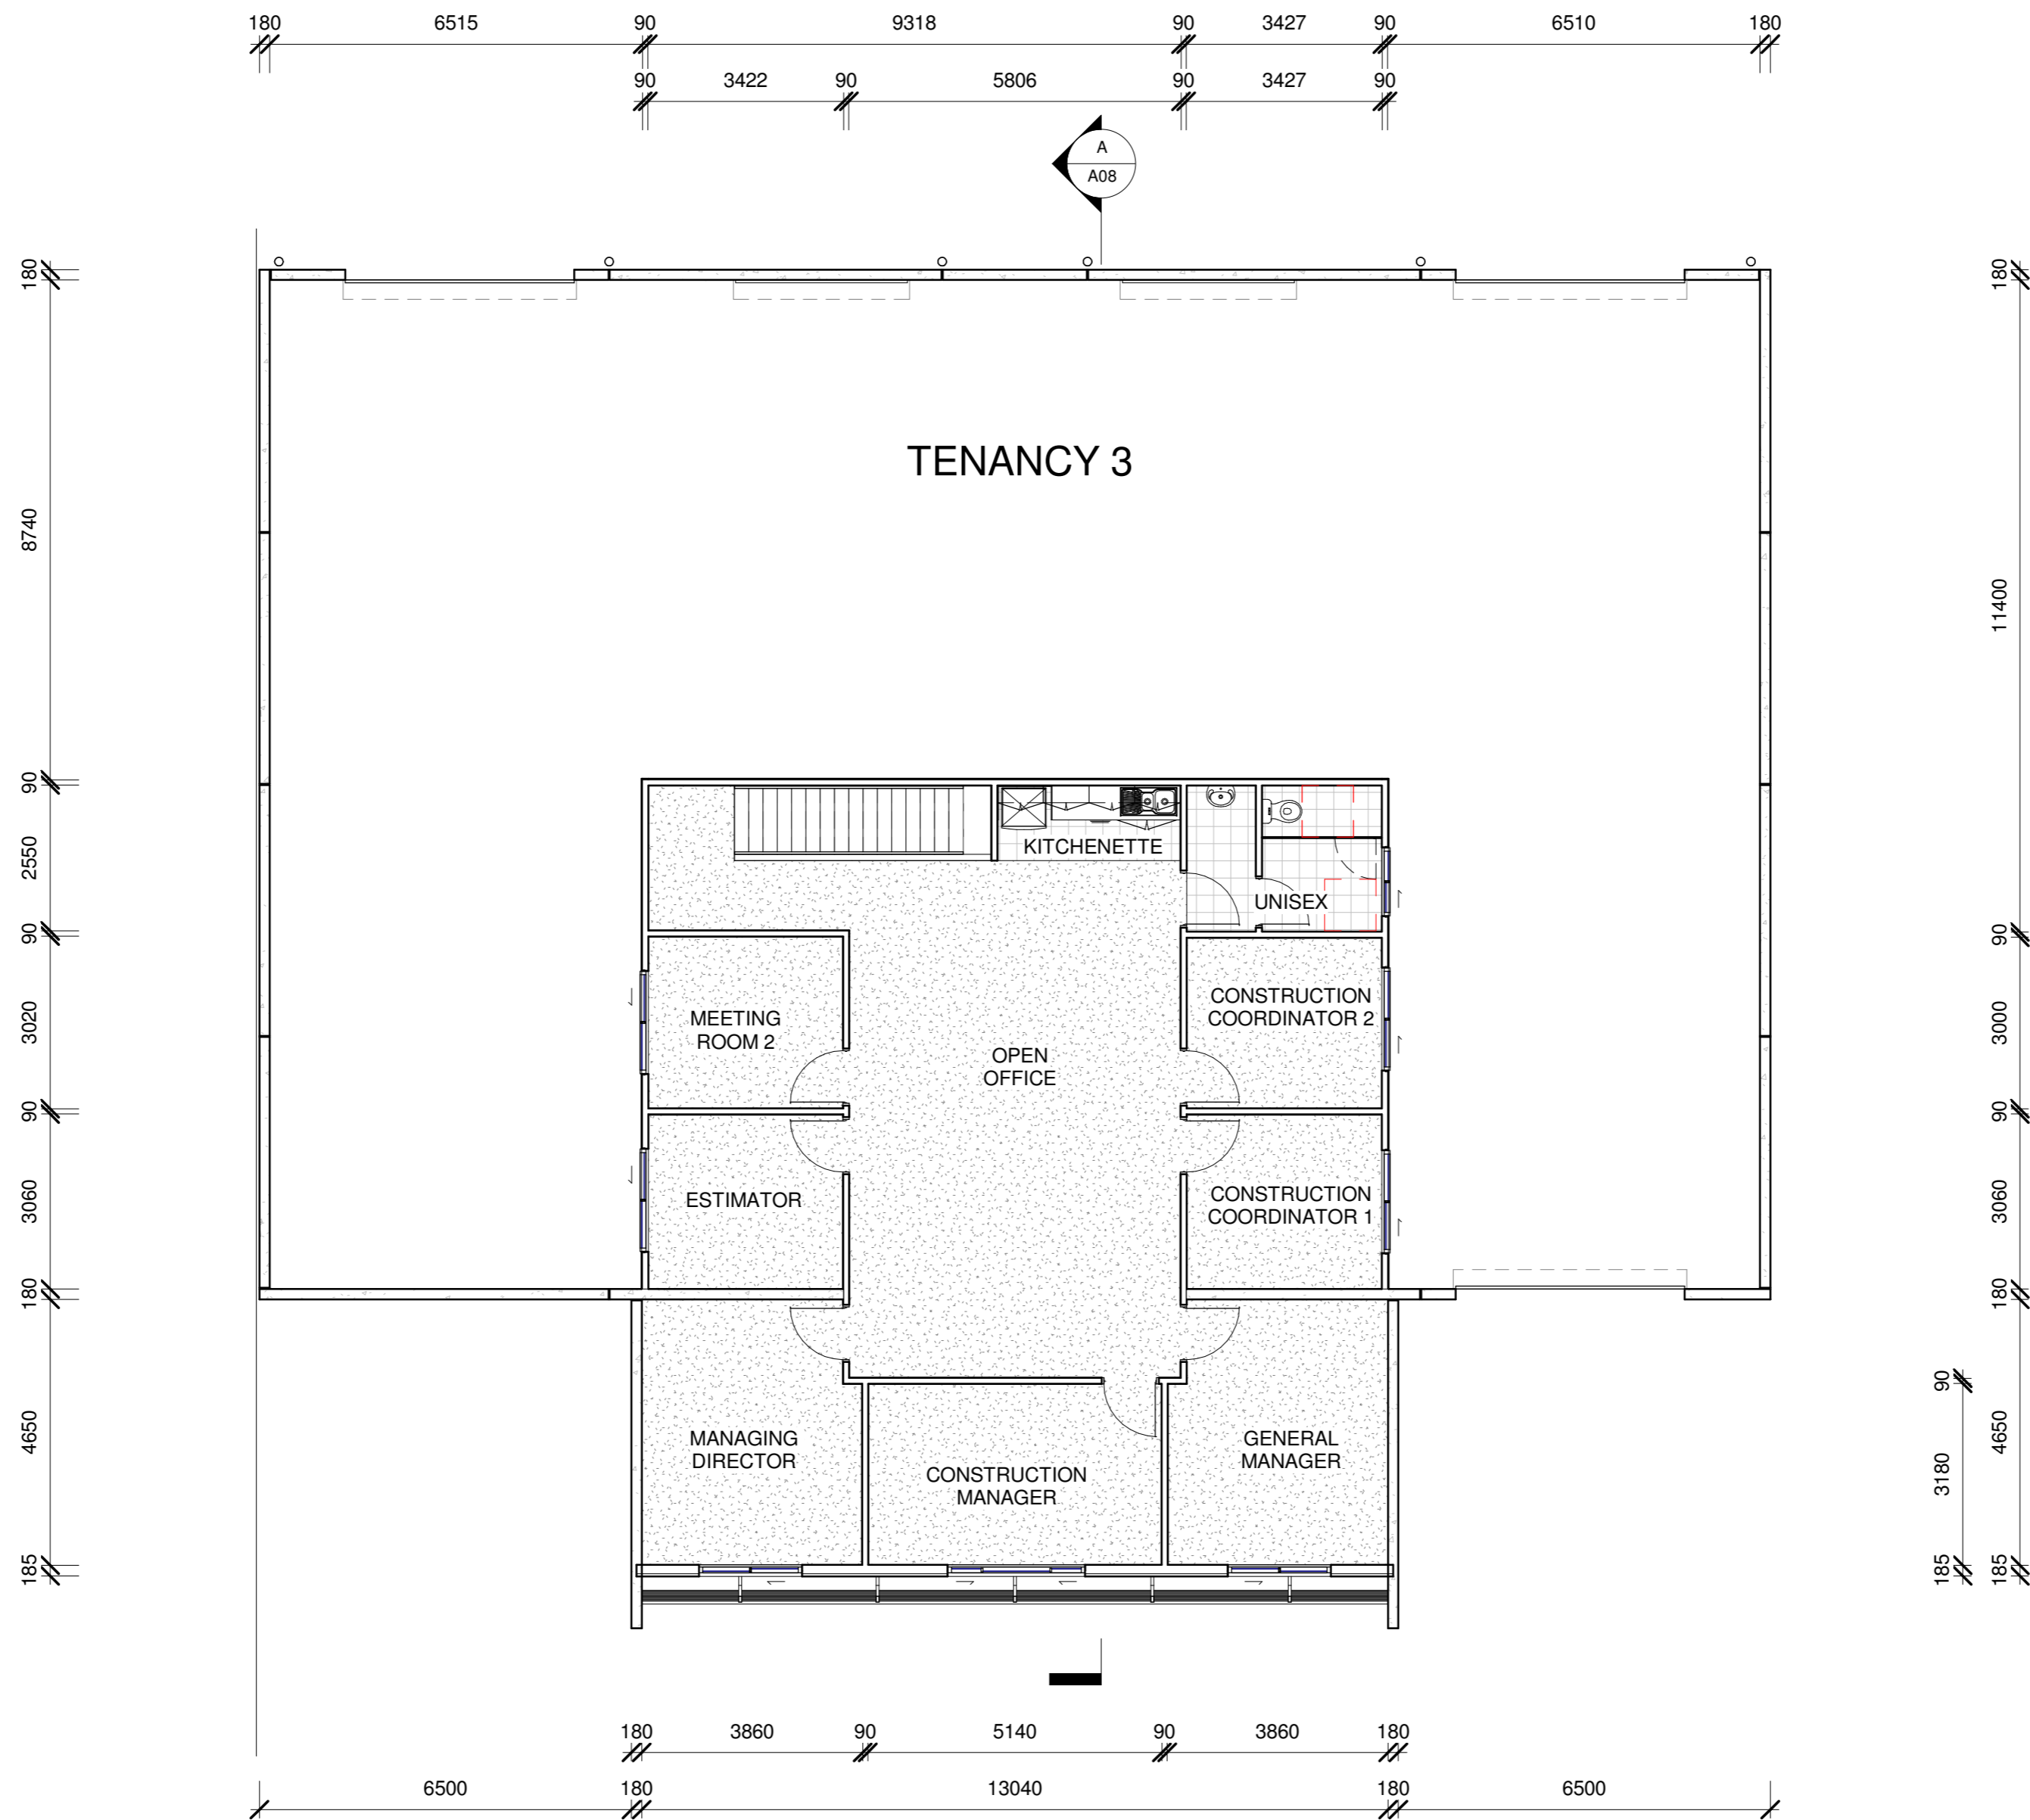 180 6515 90 9318 90 3427 90 6510 180
90 3422 90 5806 90 3427 90
A
A08
180
8740
90
2550
90
3020
90
3060
180
4650
185
TENANCY 3
KITCHENETTE
UNISEX
MEETING
ROOM 2
CONSTRUCTION
COORDINATOR 2
OPEN
OFFICE
ESTIMATOR
CONSTRUCTION
COORDINATOR 1
MANAGING
DIRECTOR
CONSTRUCTION
MANAGER
GENERAL
MANAGER
180
11400
90
3000
90
3060
180
4650
185
90
3180
185
180 3860 90 5140 90 3860 180
6500 180 13040 180 6500